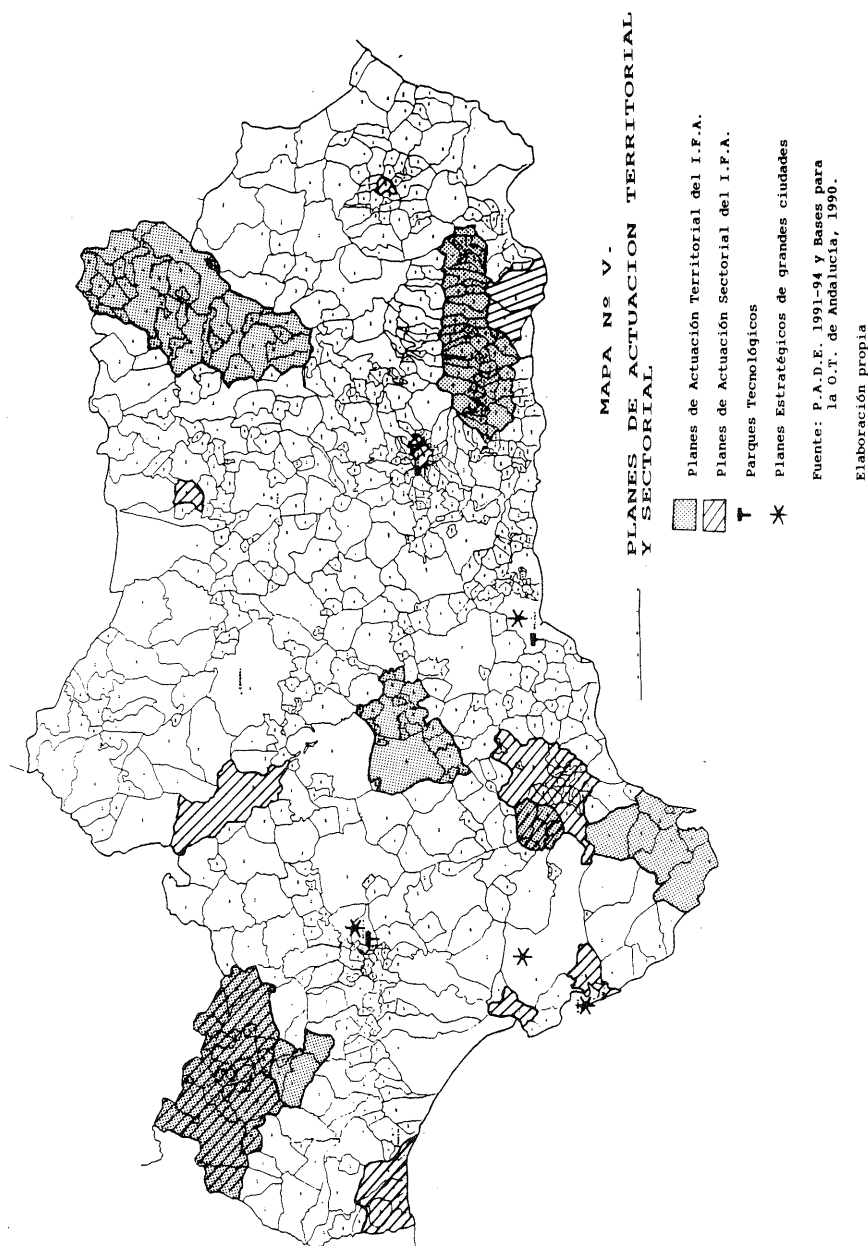 MAPA Nº V.
PLANES DE ACTUACION TERRITORIAL
Y SECTORIAL
Planes de Actuación Territorial del I.F.A.
Planes de Actuación Sectorial del I.F.A.
Parques Tecnológicos
Planes Estratégicos de grandes ciudades
Fuente: P.A.D.E. 1991-94 y Bases para
la O.T. de Andalucía, 1990.
Elaboración propia